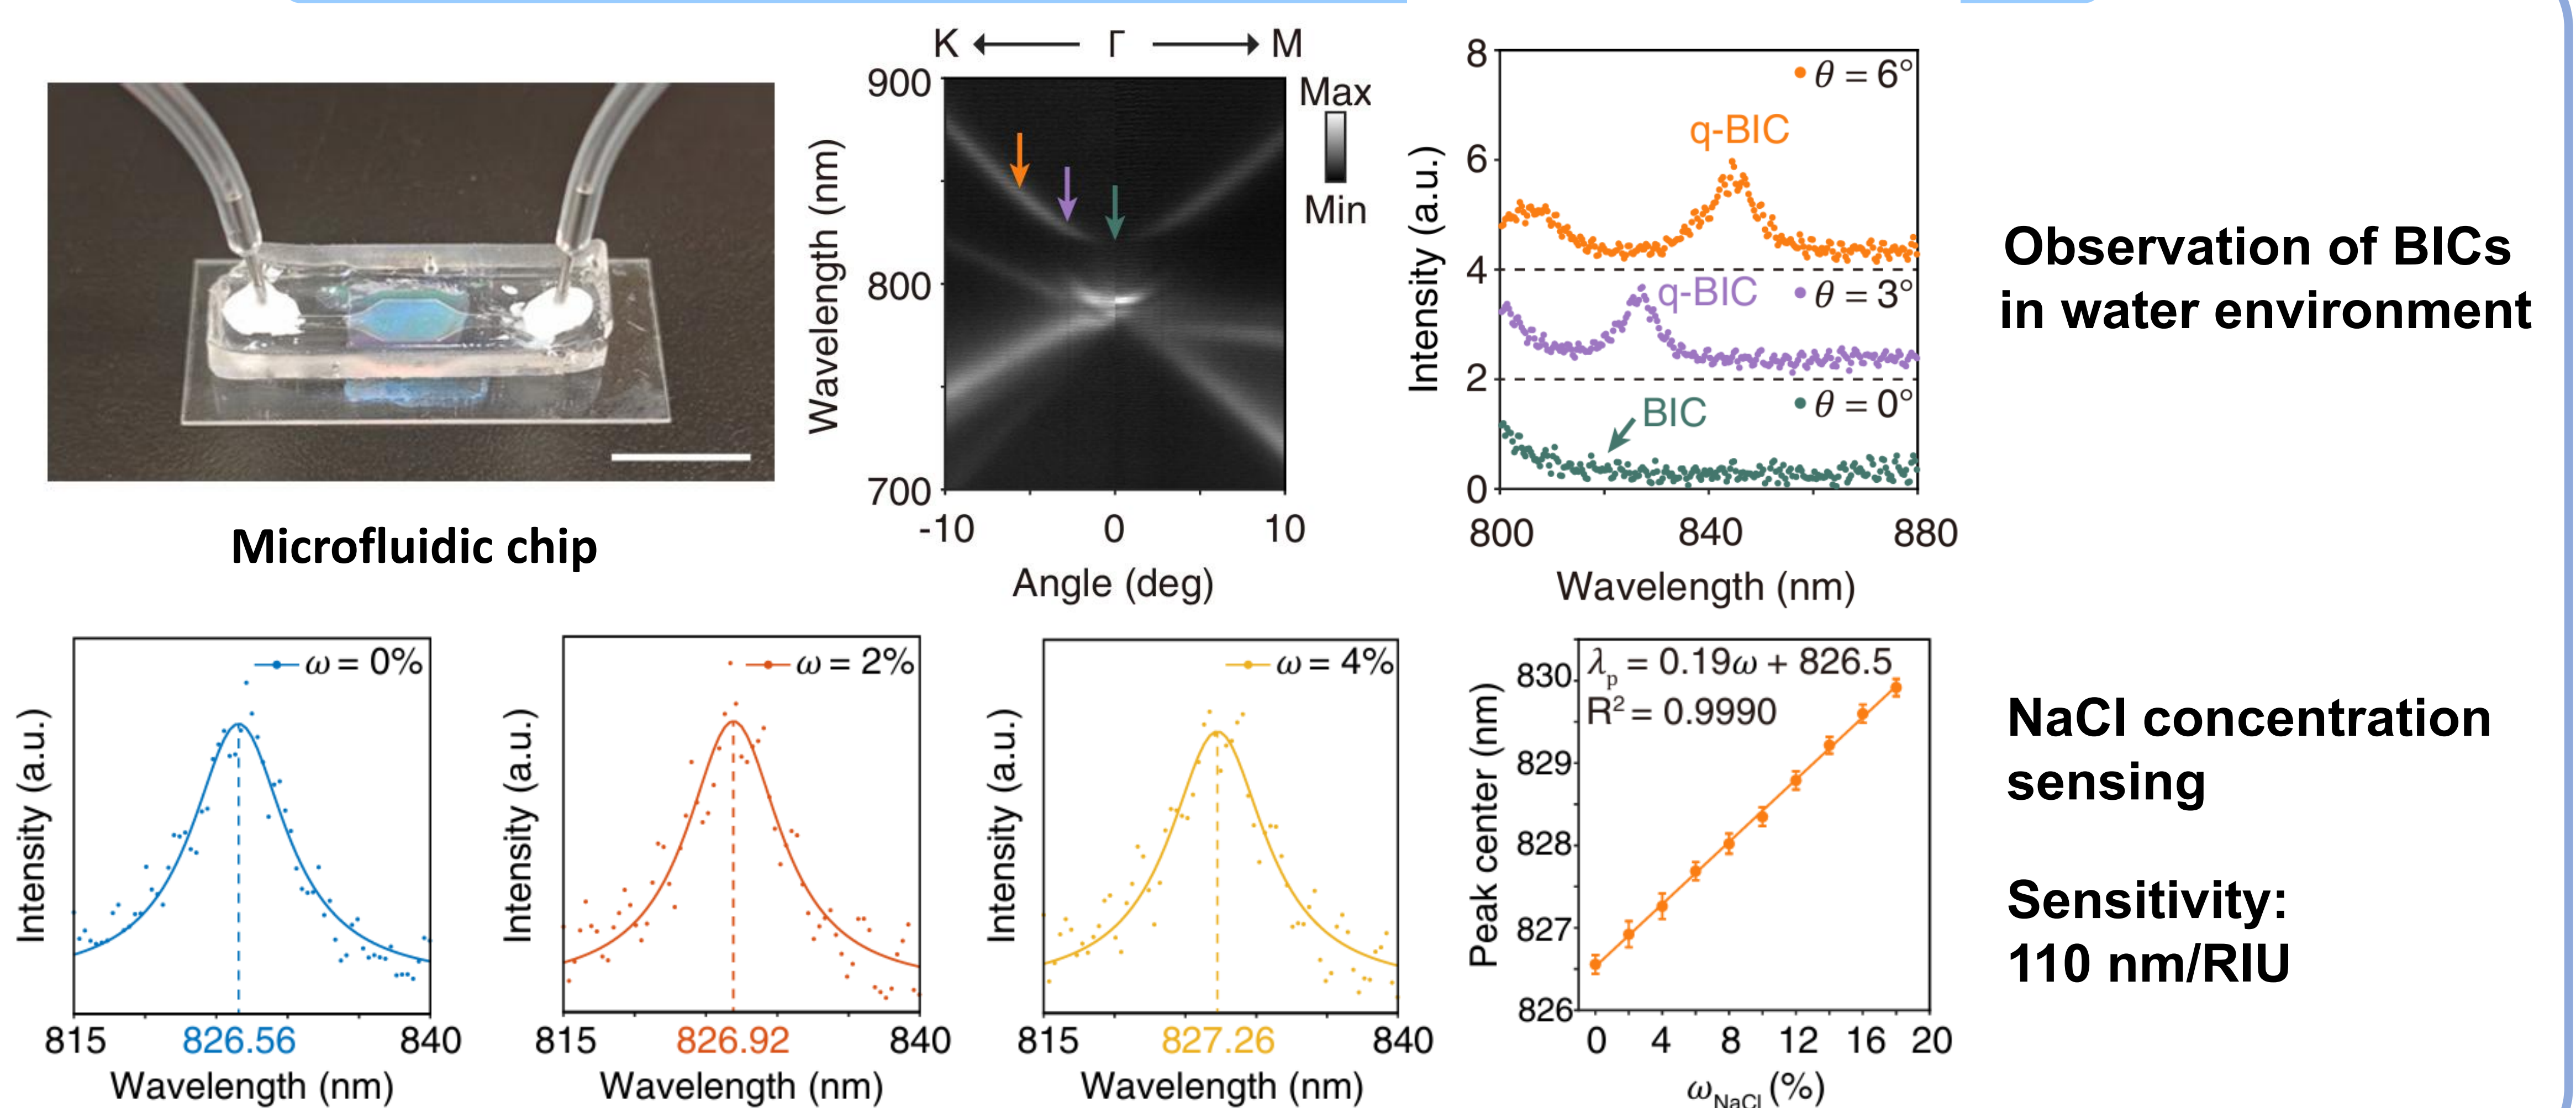 K ← Γ → M
900
800
700
Wavelength (nm)
-10 0 10
Angle (deg)
Max
Min
8
6
4
2
0
Intensity (a.u.)
θ = 6°
q-BIC
q-BIC
θ = 3°
θ = 0°
BIC
800 840 880
Wavelength (nm)
Observation of BICs
in water environment
Microfluidic chip
Intensity (a.u.)
ω = 0%
815 826.56 840
Wavelength (nm)
Intensity (a.u.)
ω = 2%
815 826.92 840
Wavelength (nm)
Intensity (a.u.)
ω = 4%
815 827.26 840
Wavelength (nm)
Peak center (nm)
830
829
828
827
826
λp = 0.19ω + 826.5
R² = 0.9990
0 4 8 12 16 20
ωNaCl (%)
NaCl concentration
sensing
Sensitivity:
110 nm/RIU